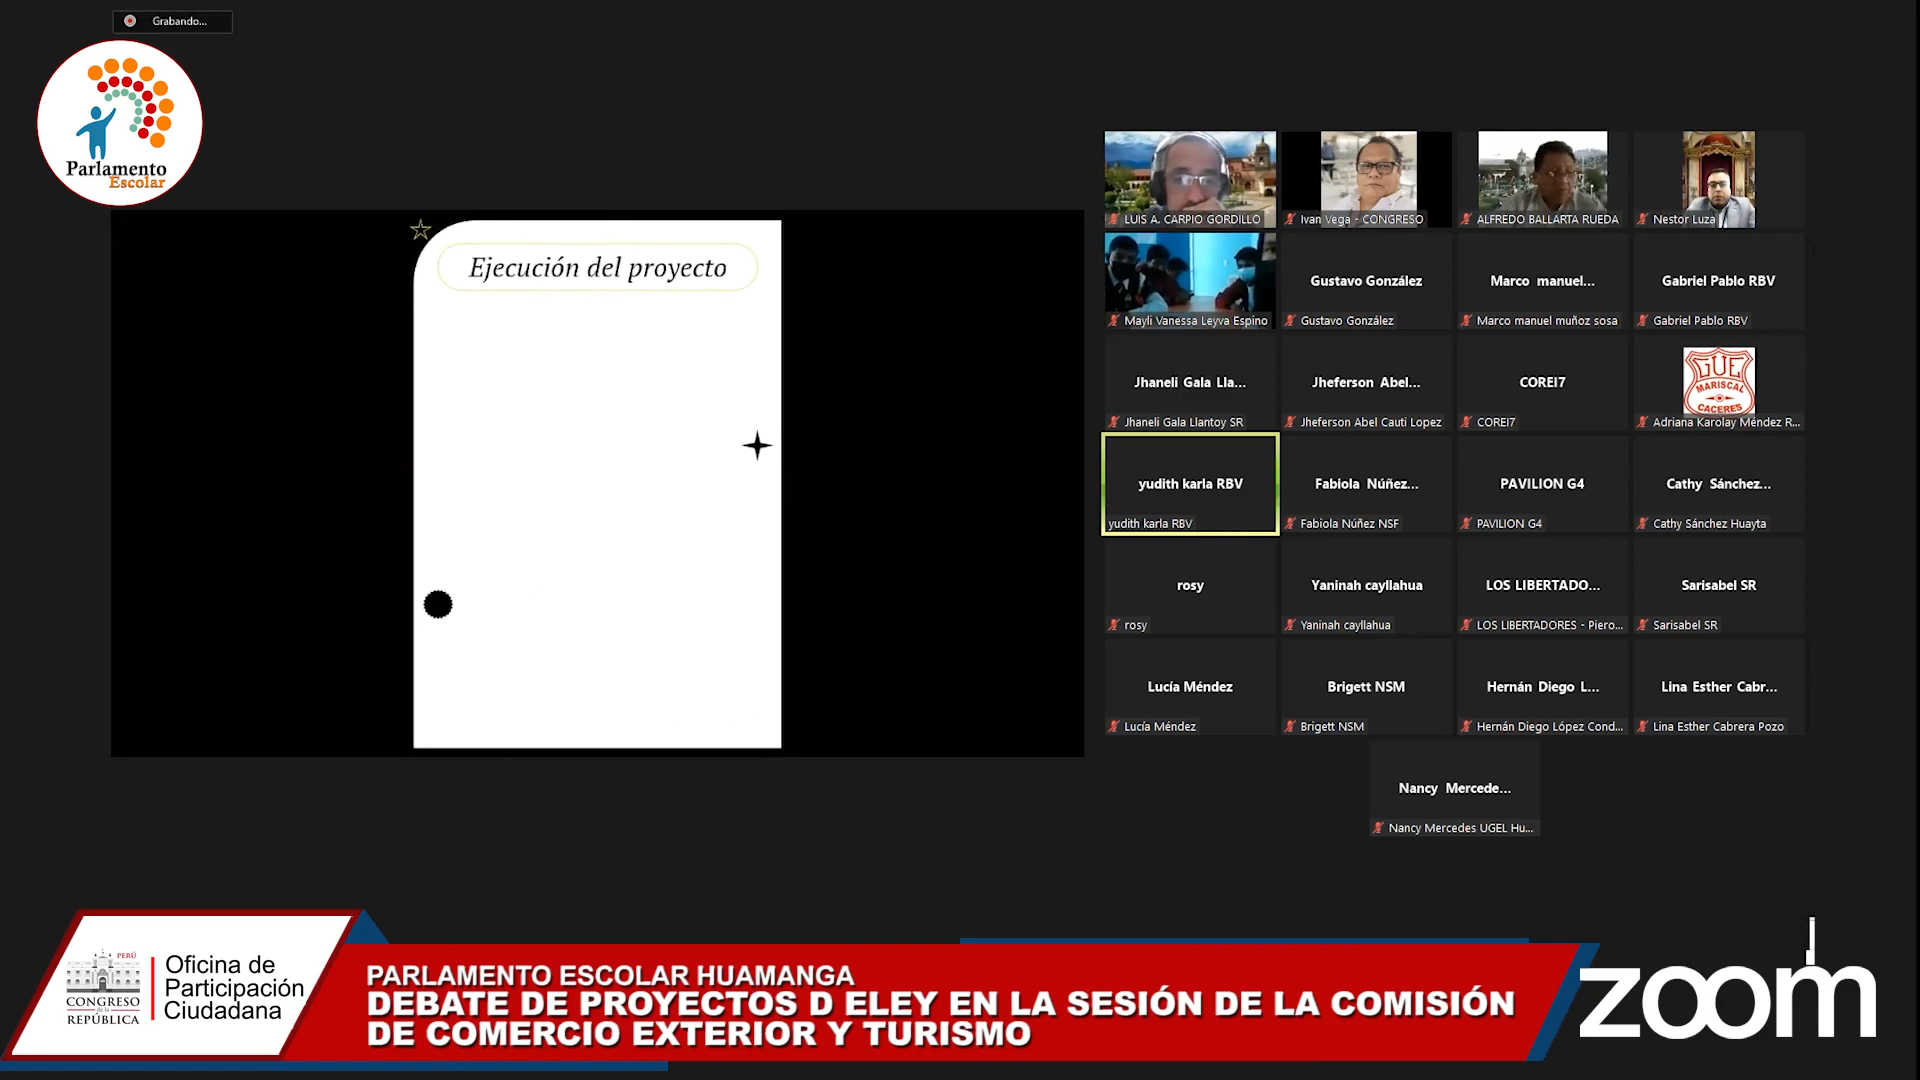 Grabando...
Parlamento
Escolar
Ejecución del proyecto
LUIS A. CARPIO GORDILLO
Ivan Vega - CONGRESO
ALFREDO BALLARTA RUEDA
Nestor Luza
Mayli Vanessa Leyva Espino
Gustavo González
Gustavo González
Marco manuel...
Marco manuel muñoz sosa
Gabriel Pablo RBV
Gabriel Pablo RBV
Jhaneli Gala Lla...
Jhaneli Gala Llantoy SR
Jheferson Abel...
Jheferson Abel Cauti Lopez
COREI7
COREI7
GUE
MARISCAL
CACERES
Adriana Karolay Méndez R...
yudith karla RBV
yudith karla RBV
Fabiola Núñez...
Fabiola Núñez NSF
PAVILION G4
PAVILION G4
Cathy Sánchez...
Cathy Sánchez Huayta
rosy
rosy
Yaninah cayllahua
Yaninah cayllahua
LOS LIBERTADO...
LOS LIBERTADORES - Piero...
Sarisabel SR
Sarisabel SR
Lucía Méndez
Lucía Méndez
Brigett NSM
Brigett NSM
Hernán Diego L...
Hernán Diego López Cond...
Lina Esther Cabr...
Lina Esther Cabrera Pozo
Nancy Mercede...
Nancy Mercedes UGEL Hu...
PERÚ
CONGRESO
de la
REPÚBLICA
Oficina de
Participación
Ciudadana
PARLAMENTO ESCOLAR HUAMANGA
DEBATE DE PROYECTOS D ELEY EN LA SESIÓN DE LA COMISIÓN
DE COMERCIO EXTERIOR Y TURISMO
zoom